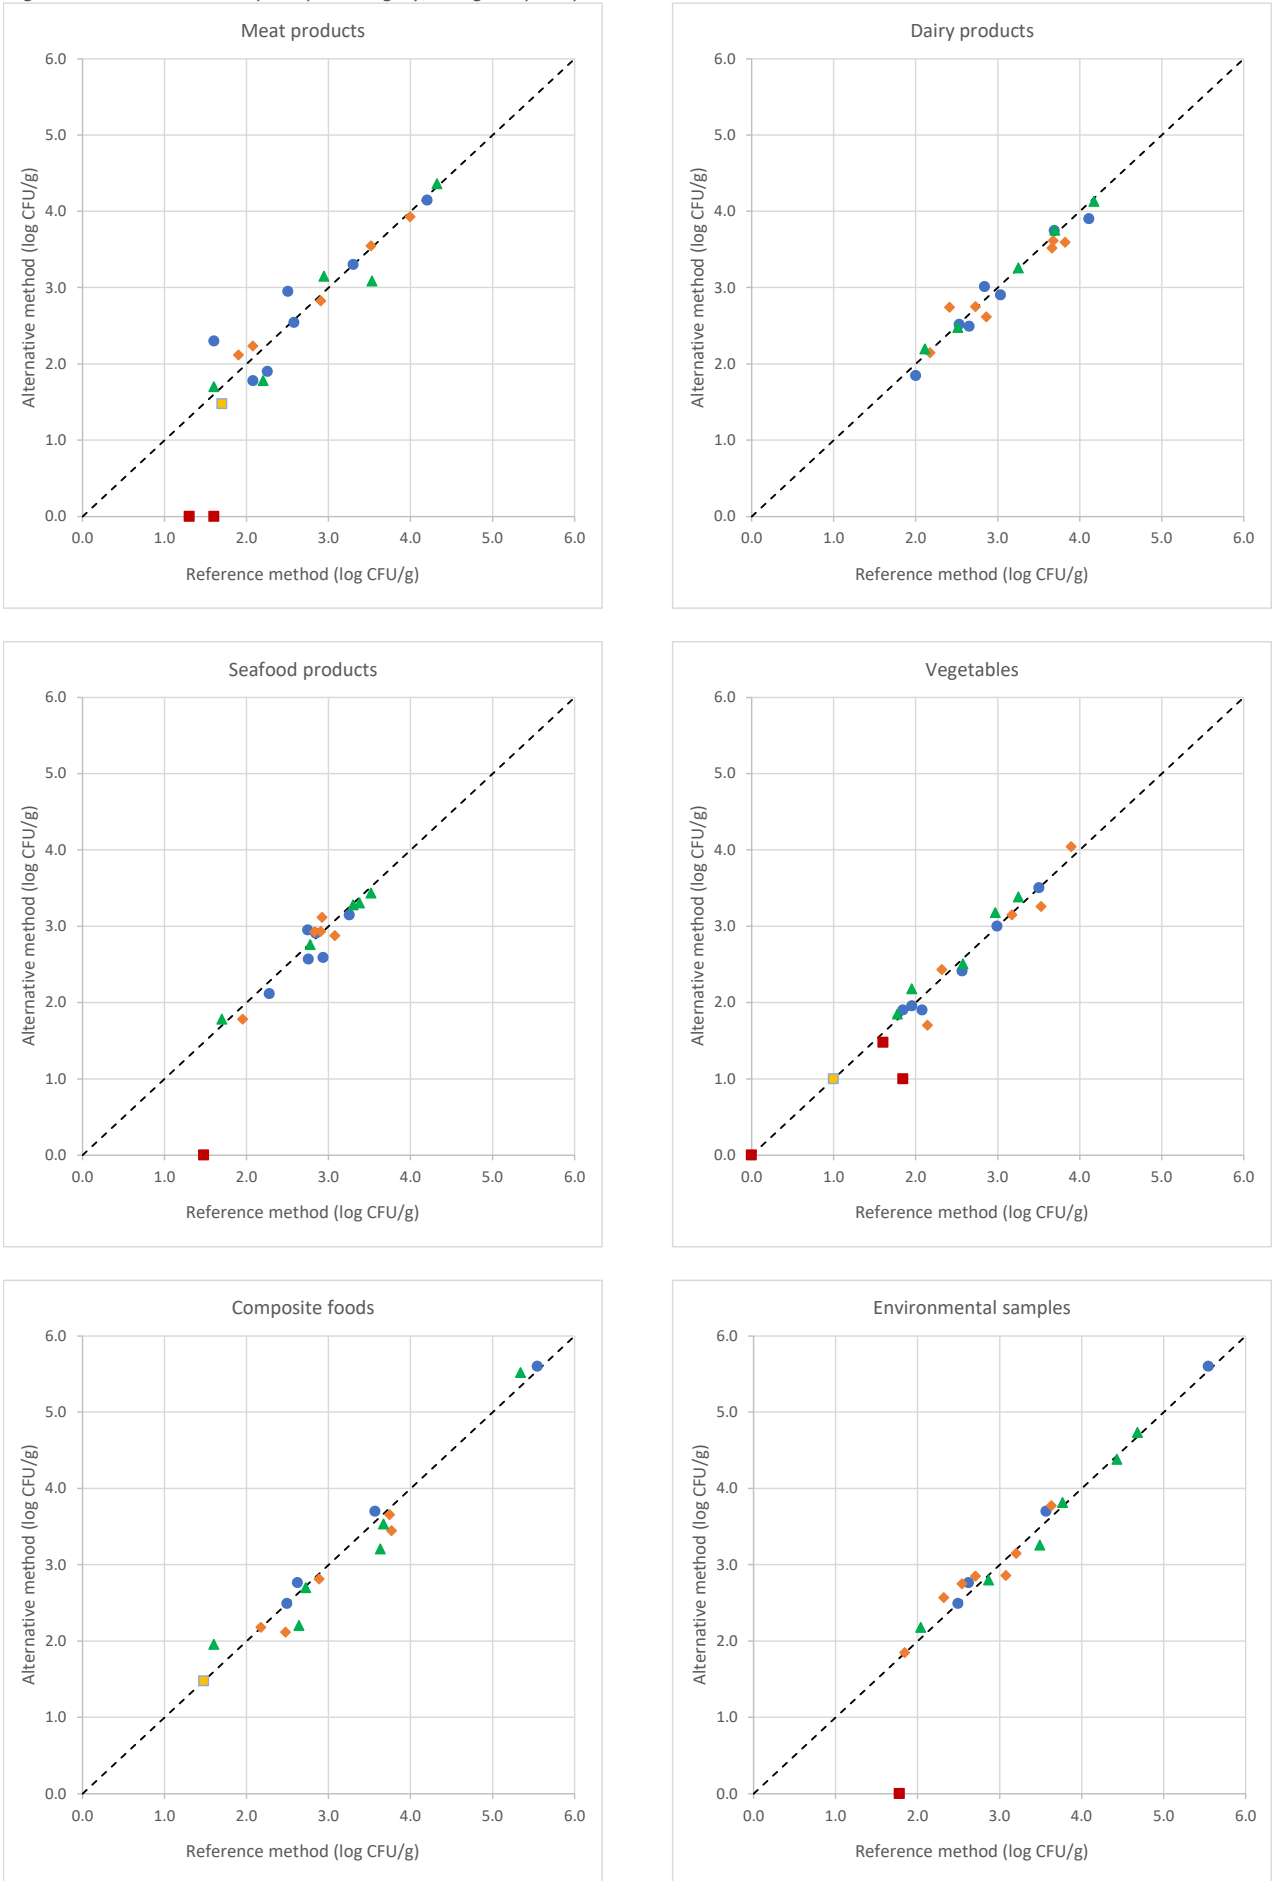 Meat products
6.0
5.0
4.0
3.0
2.0
1.0
0.0
0.0 1.0 2.0 3.0 4.0 5.0 6.0
Alternative method (log CFU/g)
Reference method (log CFU/g)
Dairy products
6.0
5.0
4.0
3.0
2.0
1.0
0.0
0.0 1.0 2.0 3.0 4.0 5.0 6.0
Alternative method (log CFU/g)
Reference method (log CFU/g)
Seafood products
6.0
5.0
4.0
3.0
2.0
1.0
0.0
0.0 1.0 2.0 3.0 4.0 5.0 6.0
Alternative method (log CFU/g)
Reference method (log CFU/g)
Vegetables
6.0
5.0
4.0
3.0
2.0
1.0
0.0
0.0 1.0 2.0 3.0 4.0 5.0 6.0
Alternative method (log CFU/g)
Reference method (log CFU/g)
Composite foods
6.0
5.0
4.0
3.0
2.0
1.0
0.0
0.0 1.0 2.0 3.0 4.0 5.0 6.0
Alternative method (log CFU/g)
Reference method (log CFU/g)
Environmental samples
6.0
5.0
4.0
3.0
2.0
1.0
0.0
0.0 1.0 2.0 3.0 4.0 5.0 6.0
Alternative method (log CFU/g)
Reference method (log CFU/g)